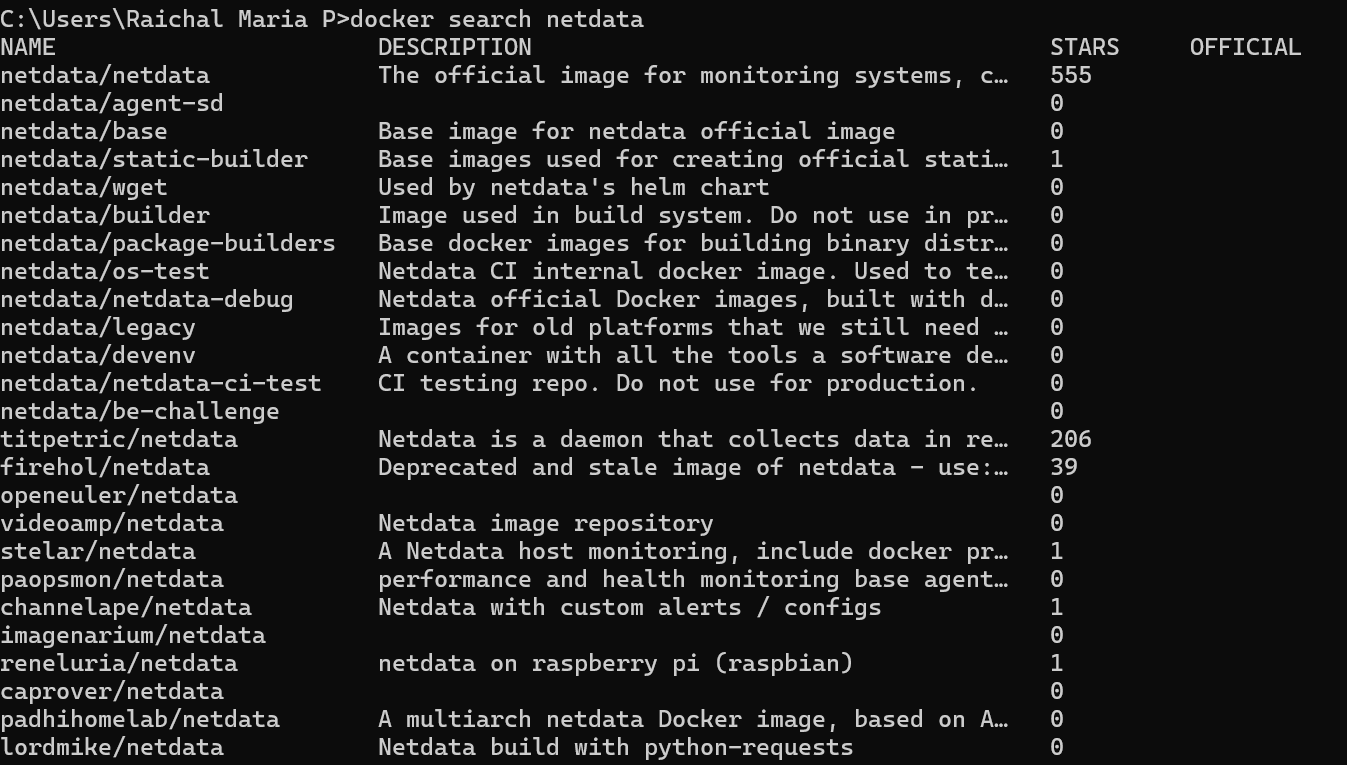 C:\Users\Raichal Maria P>docker search netdata
NAME                       DESCRIPTION                                     STARS     OFFICIAL
netdata/netdata            The official image for monitoring systems, c…   555
netdata/agent-sd                                                           0
netdata/base               Base image for netdata official image           0
netdata/static-builder     Base images used for creating official stati…   1
netdata/wget               Used by netdata's helm chart                    0
netdata/builder            Image used in build system. Do not use in pr…   0
netdata/package-builders   Base docker images for building binary distr…   0
netdata/os-test            Netdata CI internal docker image. Used to te…   0
netdata/netdata-debug      Netdata official Docker images, built with d…   0
netdata/legacy             Images for old platforms that we still need …   0
netdata/devenv             A container with all the tools a software de…   0
netdata/netdata-ci-test    CI testing repo. Do not use for production.     0
netdata/be-challenge                                                       0
titpetric/netdata          Netdata is a daemon that collects data in re…   206
firehol/netdata            Deprecated and stale image of netdata - use:…   39
openeuler/netdata                                                          0
videoamp/netdata           Netdata image repository                        0
stelar/netdata             A Netdata host monitoring, include docker pr…   1
paopsmon/netdata           performance and health monitoring base agent…   0
channelape/netdata         Netdata with custom alerts / configs            1
imagenarium/netdata                                                        0
reneluria/netdata          netdata on raspberry pi (raspbian)              1
caprover/netdata                                                           0
padhihomelab/netdata       A multiarch netdata Docker image, based on A…   0
lordmike/netdata           Netdata build with python-requests              0